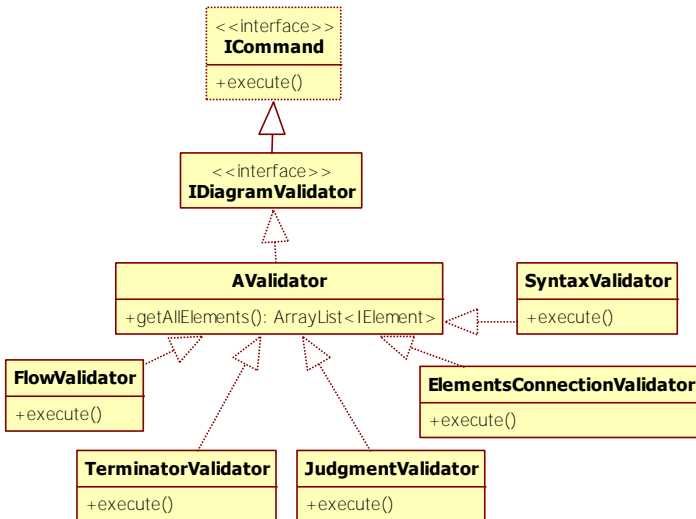 <<interface>>
ICommand
+execute()
<<interface>>
IDiagramValidator
AValidator
+getAllElements(): ArrayList<IElement>
SyntaxValidator
+execute()
FlowValidator
+execute()
ElementsConnectionValidator
+execute()
TerminatorValidator
+execute()
JudgmentValidator
+execute()